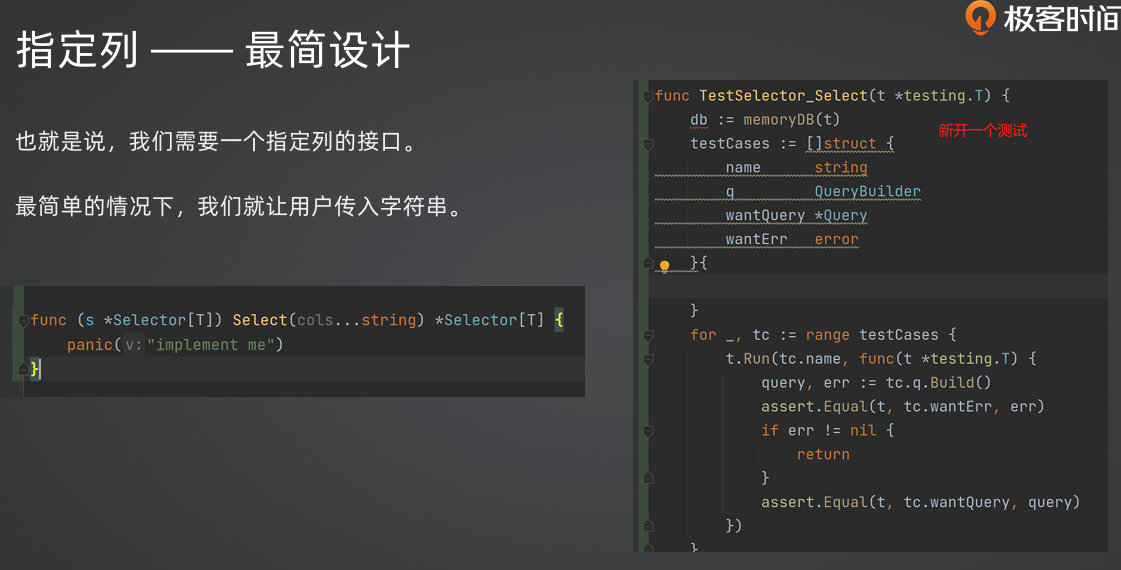 极客时间
指定列 —— 最简设计
也就是说，我们需要一个指定列的接口。
最简单的情况下，我们就让用户传入字符串。
func (s *Selector[T]) Select(cols...string) *Selector[T] {
panic( v: "implement me")
}
func TestSelector_Select(t *testing.T) {
db := memoryDB(t)
新开一个测试
testCases := []struct {
name string
q QueryBuilder
wantQuery *Query
wantErr error
}{
}
for _, tc := range testCases {
t.Run(tc.name, func(t *testing.T) {
query, err := tc.q.Build()
assert.Equal(t, tc.wantErr, err)
if err != nil {
return
}
assert.Equal(t, tc.wantQuery, query)
})
}